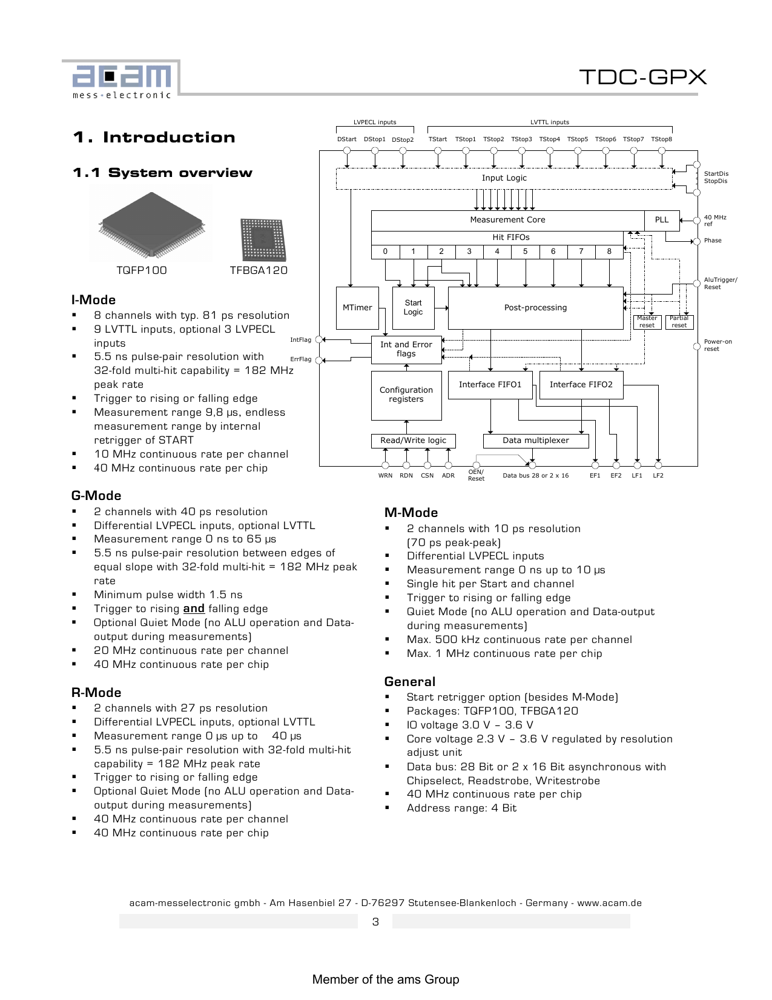 acam
mess-electronic
TDC-GPX
1. Introduction
1.1 System overview
TQFP100
TFBGA120
LVPECL inputs
LVTTL inputs
DStart DStop1 DStop2 TStart TStop1 TStop2 TStop3 TStop4 TStop5 TStop6 TStop7 TStop8
Input Logic
StartDis
StopDis
Measurement Core
PLL
40 MHz
ref
Hit FIFOs
Phase
0 1 2 3 4 5 6 7 8
AluTrigger/
Reset
MTimer
Start
Logic
Post-processing
Master
reset
Partial
reset
IntFlag
ErrFlag
Int and Error
flags
Power-on
reset
Configuration
registers
Interface FIFO1
Interface FIFO2
Read/Write logic
Data multiplexer
WRN RDN CSN ADR
OEN/
Reset
Data bus 28 or 2 x 16
EF1 EF2 LF1 LF2
I-Mode
▪ 8 channels with typ. 81 ps resolution
▪ 9 LVTTL inputs, optional 3 LVPECL
inputs
▪ 5.5 ns pulse-pair resolution with
32-fold multi-hit capability = 182 MHz
peak rate
▪ Trigger to rising or falling edge
▪ Measurement range 9,8 µs, endless
measurement range by internal
retrigger of START
▪ 10 MHz continuous rate per channel
▪ 40 MHz continuous rate per chip
G-Mode
▪ 2 channels with 40 ps resolution
▪ Differential LVPECL inputs, optional LVTTL
▪ Measurement range 0 ns to 65 µs
▪ 5.5 ns pulse-pair resolution between edges of
equal slope with 32-fold multi-hit = 182 MHz peak
rate
▪ Minimum pulse width 1.5 ns
▪ Trigger to rising and falling edge
▪ Optional Quiet Mode (no ALU operation and Data-
output during measurements)
▪ 20 MHz continuous rate per channel
▪ 40 MHz continuous rate per chip
R-Mode
▪ 2 channels with 27 ps resolution
▪ Differential LVPECL inputs, optional LVTTL
▪ Measurement range 0 µs up to 40 µs
▪ 5.5 ns pulse-pair resolution with 32-fold multi-hit
capability = 182 MHz peak rate
▪ Trigger to rising or falling edge
▪ Optional Quiet Mode (no ALU operation and Data-
output during measurements)
▪ 40 MHz continuous rate per channel
▪ 40 MHz continuous rate per chip
M-Mode
▪ 2 channels with 10 ps resolution
(70 ps peak-peak)
▪ Differential LVPECL inputs
▪ Measurement range 0 ns up to 10 µs
▪ Single hit per Start and channel
▪ Trigger to rising or falling edge
▪ Quiet Mode (no ALU operation and Data-output
during measurements)
▪ Max. 500 kHz continuous rate per channel
▪ Max. 1 MHz continuous rate per chip
General
▪ Start retrigger option (besides M-Mode)
▪ Packages: TQFP100, TFBGA120
▪ IO voltage 3.0 V – 3.6 V
▪ Core voltage 2.3 V – 3.6 V regulated by resolution
adjust unit
▪ Data bus: 28 Bit or 2 x 16 Bit asynchronous with
Chipselect, Readstrobe, Writestrobe
▪ 40 MHz continuous rate per chip
▪ Address range: 4 Bit
acam-messelectronic gmbh - Am Hasenbiel 27 - D-76297 Stutensee-Blankenloch - Germany - www.acam.de
3
Member of the ams Group